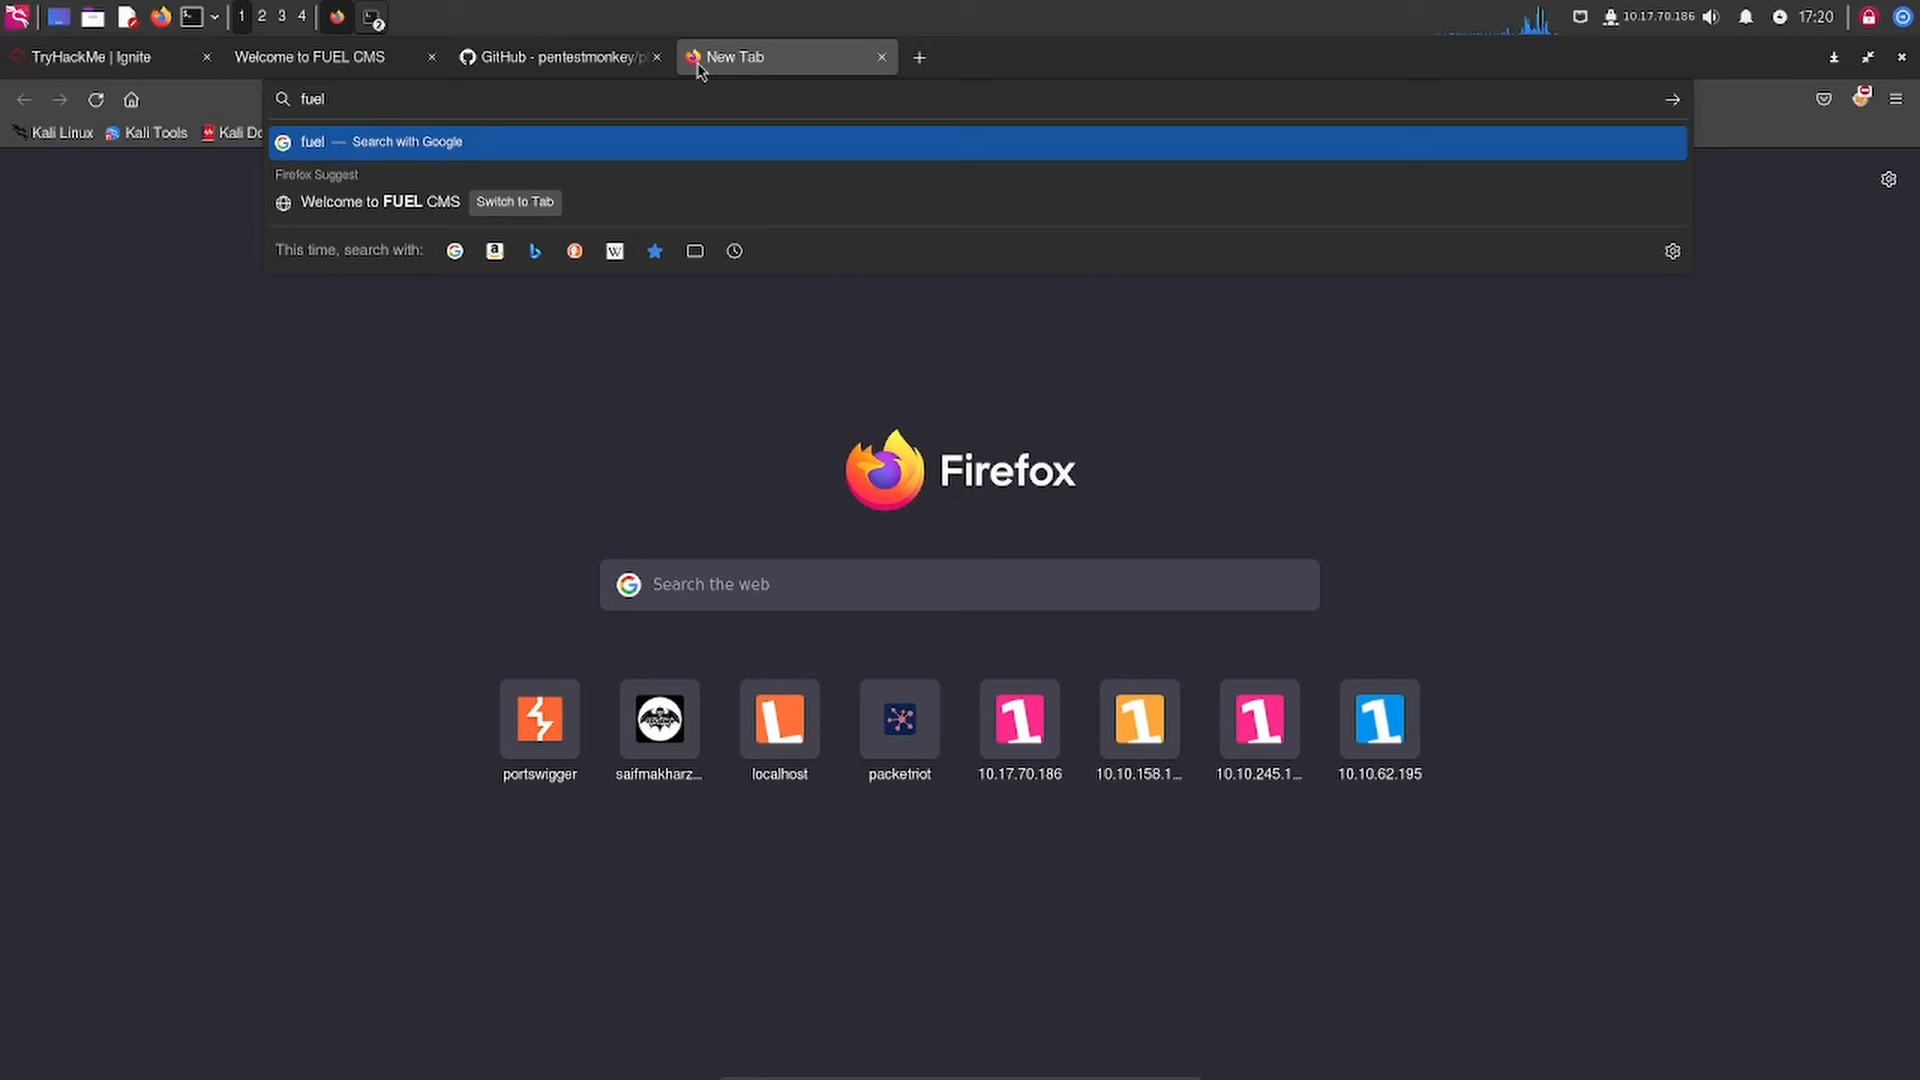 1 2 3 4
10.17.70.186
17:20
TryHackMe | Ignite
Welcome to FUEL CMS
GitHub - pentestmonkey/p
New Tab
fuel
Kali Linux
Kali Tools
Kali Do
fuel — Search with Google
Firefox Suggest
Welcome to FUEL CMS Switch to Tab
This time, search with:
Firefox
Search the web
portswigger
saifmakharz...
localhost
packetriot
10.17.70.186
10.10.158.1...
10.10.245.1...
10.10.62.195